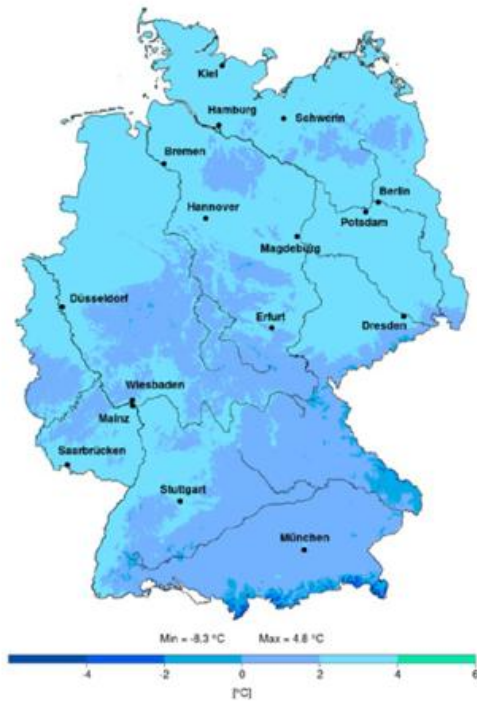 Kiel
Hamburg
Schwerin
Bremen
Berlin
Hannover
Potsdam
Magdeburg
Düsseldorf
Erfurt
Dresden
Wiesbaden
Mainz
Saarbrücken
Stuttgart
München
Min = -8.3 °C Max = 4.8 °C
-4 -2 0 2 4 6
[°C]